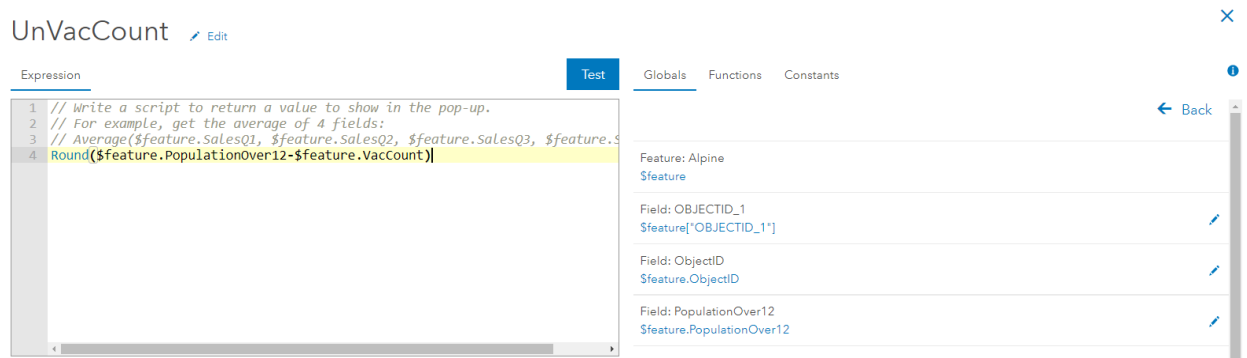 UnVacCount
Edit
Expression
Test
Globals
Functions
Constants
1 // Write a script to return a value to show in the pop-up.
2 // For example, get the average of 4 fields:
3 // Average($feature.SalesQ1, $feature.SalesQ2, $feature.SalesQ3, $feature.S
4 Round($feature.PopulationOver12-$feature.VacCount)
Back
Feature: Alpine
$feature
Field: OBJECTID_1
$feature["OBJECTID_1"]
Field: ObjectID
$feature.ObjectID
Field: PopulationOver12
$feature.PopulationOver12